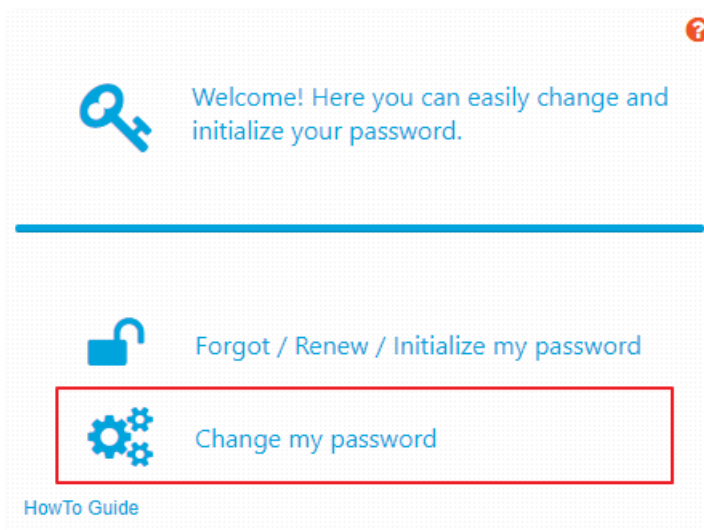 ?
Welcome! Here you can easily change and
initialize your password.
Forgot / Renew / Initialize my password
Change my password
HowTo Guide